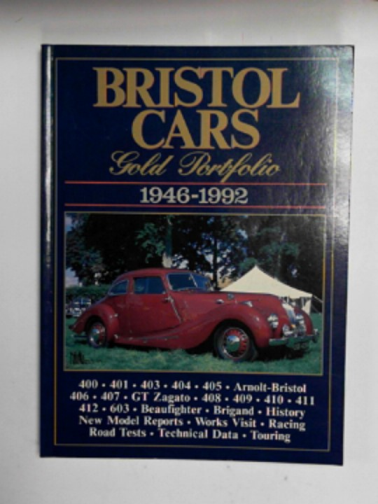 BRISTOL
CARS
Gold Portfolio
1946-1992
400 • 401 • 403 • 404 • 405 • Arnolt-Bristol
406 • 407 • GT Zagato • 408 • 409 • 410 • 411
412 • 603 • Beaufighter • Brigand • History
New Model Reports • Works Visit • Racing
Road Tests • Technical Data • Touring